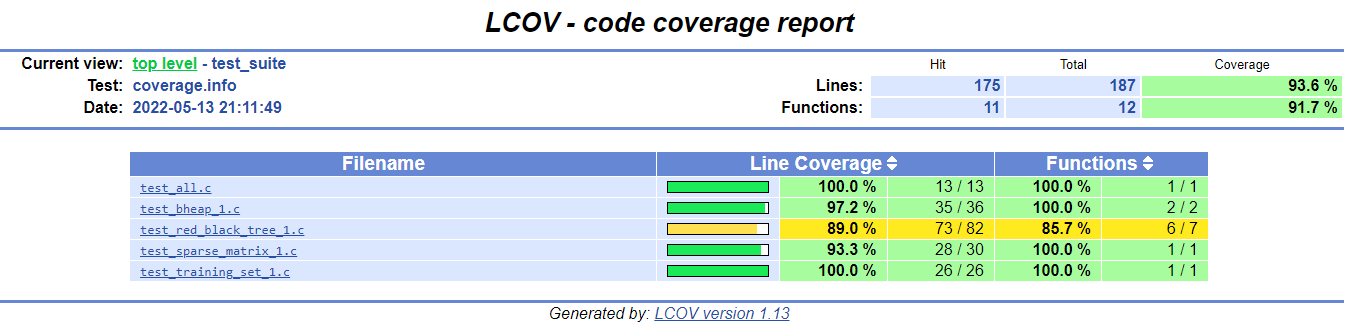 LCOV - code coverage report
Current view: top level - test_suite Hit Total Coverage
Test: coverage.info Lines: 175 187 93.6 %
Date: 2022-05-13 21:11:49 Functions: 11 12 91.7 %
Filename Line Coverage Functions
test_all.c 100.0 % 13 / 13 100.0 % 1 / 1
test_bheap_1.c 97.2 % 35 / 36 100.0 % 2 / 2
test_red_black_tree_1.c 89.0 % 73 / 82 85.7 % 6 / 7
test_sparse_matrix_1.c 93.3 % 28 / 30 100.0 % 1 / 1
test_training_set_1.c 100.0 % 26 / 26 100.0 % 1 / 1
Generated by: LCOV version 1.13